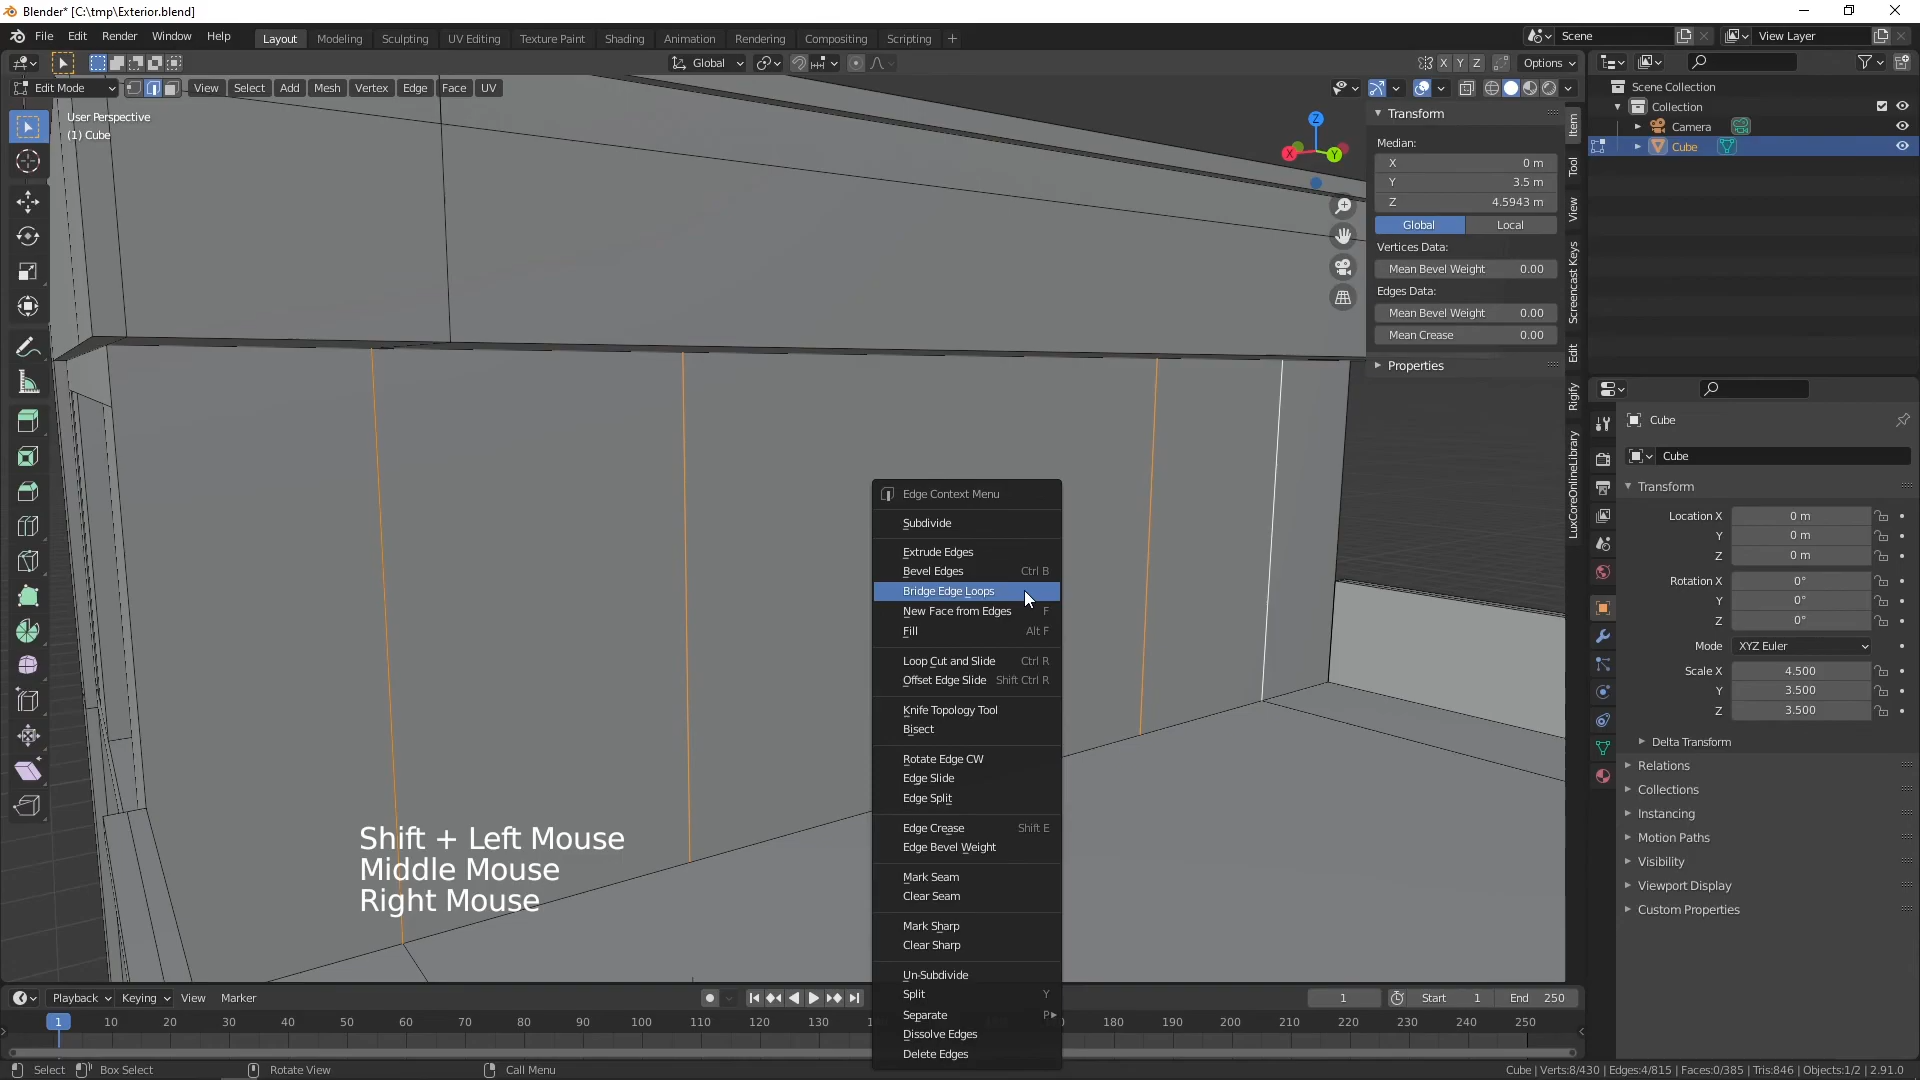 Blender* [C:\tmp\Exterior.blend]
File Edit Render Window Help Layout Modeling Sculpting UV Editing Texture Paint Shading Animation Rendering Compositing Scripting + Scene View Layer
Global X Y Z Options
Edit Mode View Select Add Mesh Vertex Edge Face UV
User Perspective
(1) Cube
Z
X
Y
Transform
Median:
X 0 m
Y 3.5 m
Z 4.5943 m
Global Local
Vertices Data:
Mean Bevel Weight 0.00
Edges Data:
Mean Bevel Weight 0.00
Mean Crease 0.00
Properties
Item
Tool
View
Screencast Keys
Edit
Rigify
LuxCoreOnlineLibrary
Scene Collection
Collection
Camera
Cube
Cube
Cube
Transform
Location X 0 m
Y 0 m
Z 0 m
Rotation X 0°
Y 0°
Z 0°
Mode XYZ Euler
Scale X 4.500
Y 3.500
Z 3.500
Delta Transform
Relations
Collections
Instancing
Motion Paths
Visibility
Viewport Display
Custom Properties
Edge Context Menu
Subdivide
Extrude Edges
Bevel Edges Ctrl B
Bridge Edge Loops
New Face from Edges F
Fill Alt F
Loop Cut and Slide Ctrl R
Offset Edge Slide Shift Ctrl R
Knife Topology Tool
Bisect
Rotate Edge CW
Edge Slide
Edge Split
Edge Crease Shift E
Edge Bevel Weight
Mark Seam
Clear Seam
Mark Sharp
Clear Sharp
Un-Subdivide
Split Y
Separate P
Dissolve Edges
Delete Edges
Shift + Left Mouse
Middle Mouse
Right Mouse
Playback Keying View Marker 1 Start 1 End 250
1 10 20 30 40 50 60 70 80 90 100 110 120 130 180 190 200 210 220 230 240 250
Select Box Select Rotate View Call Menu Cube | Verts:8/430 | Edges:4/815 | Faces:0/385 | Tris:846 | Objects:1/2 | 2.91.0